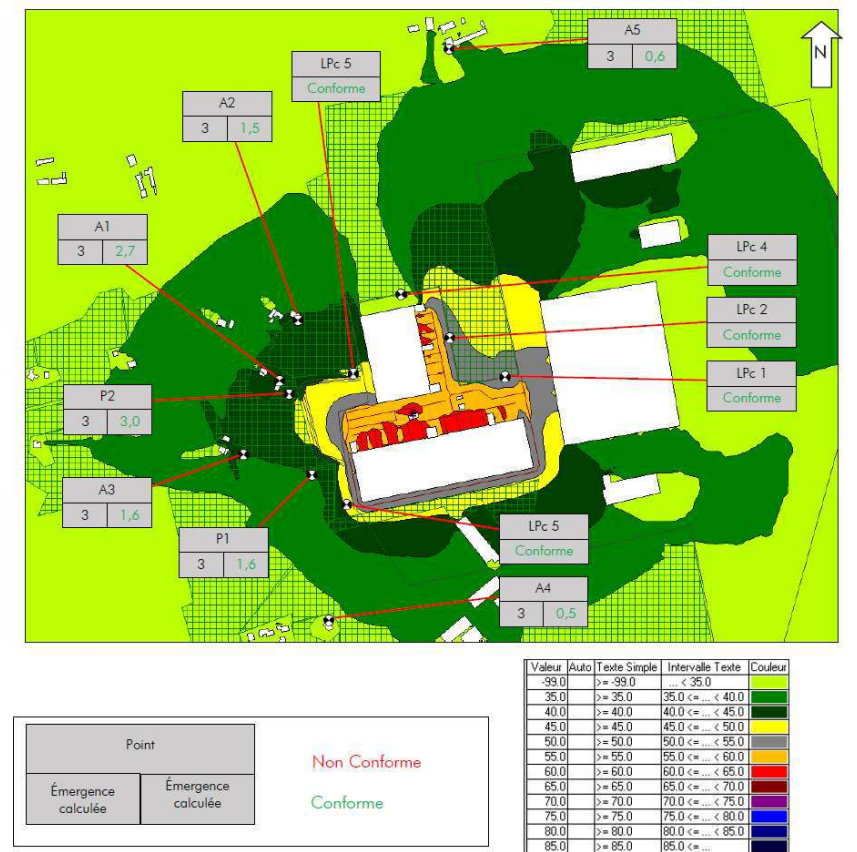 A5
3 0,6
N
LPc 5
Conforme
A2
3 1,5
A1
3 2,7
LPc 4
Conforme
LPc 2
Conforme
LPc 1
Conforme
P2
3 3,0
A3
3 1,6
P1
3 1,6
LPc 5
Conforme
A4
3 0,5
Valeur Auto Texte Simple Intervalle Texte Couleur
-99.0 >= -99.0 ... < 35.0
35.0 >= 35.0 35.0 <= ... < 40.0
40.0 >= 40.0 40.0 <= ... < 45.0
45.0 >= 45.0 45.0 <= ... < 50.0
50.0 >= 50.0 50.0 <= ... < 55.0
55.0 >= 55.0 55.0 <= ... < 60.0
60.0 >= 60.0 60.0 <= ... < 65.0
65.0 >= 65.0 65.0 <= ... < 70.0
70.0 >= 70.0 70.0 <= ... < 75.0
75.0 >= 75.0 75.0 <= ... < 80.0
80.0 >= 80.0 80.0 <= ... < 85.0
85.0 >= 85.0 85.0 <= ...
Point
Émergence calculée
Émergence calculée
Non Conforme
Conforme